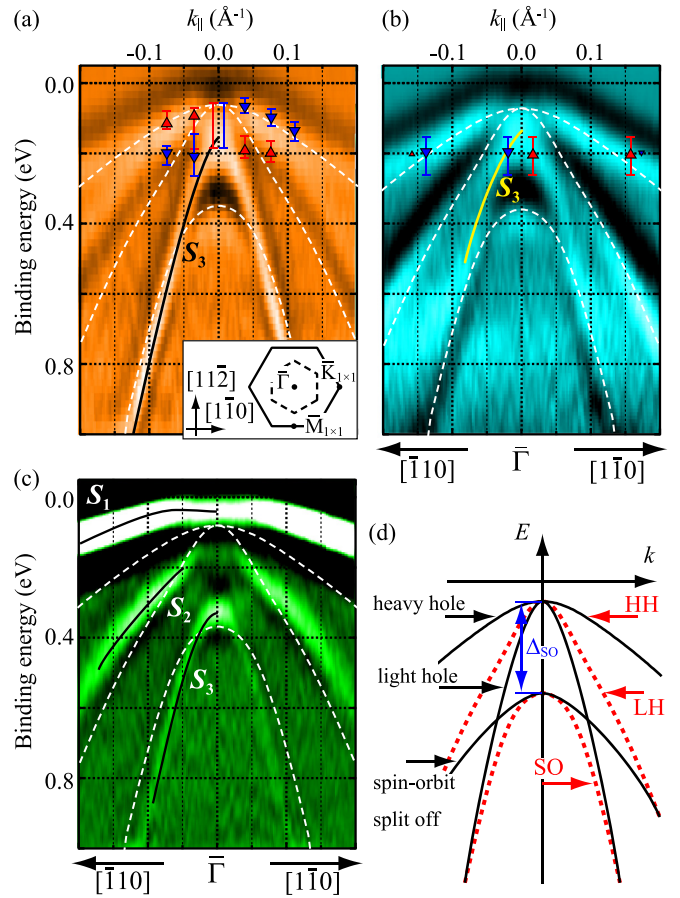 (a) k|| (Å-1) (b) k|| (Å-1)
-0.1 0.0 0.1 -0.1 0.0 0.1
0.0
0.4
0.8
Binding energy (eV)
S3
[112̄]
[11̄0]
Γ̄
K̄1×1
M̄1×1
S3
[1̄10] Γ̄ [11̄0]
(c)
S1
0.0
0.4
0.8
Binding energy (eV)
S2
S3
[1̄10] Γ̄ [11̄0]
(d)
E
k
heavy hole
HH
ΔSO
light hole
LH
SO
spin-orbit
split off